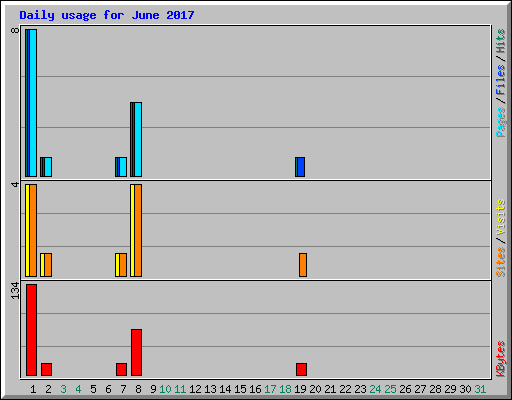 Daily usage for June 2017
8
Pages / Files / Hits
4
Sites / Visits
134
KBytes
1 2 3 4 5 6 7 8 9 10 11 12 13 14 15 16 17 18 19 20 21 22 23 24 25 26 27 28 29 30 31